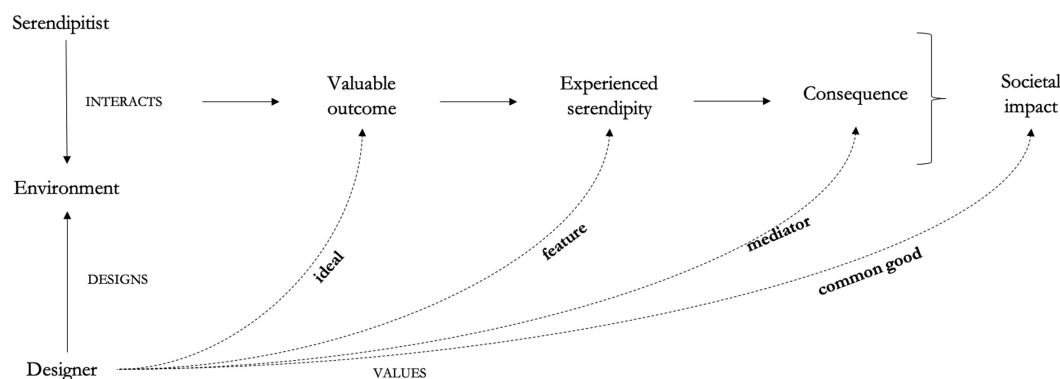 Serendipitist
INTERACTS
Valuable
outcome
Experienced
serendipity
Consequence
Societal
impact
Environment
DESIGNS
ideal
feature
mediator
common good
Designer
VALUES